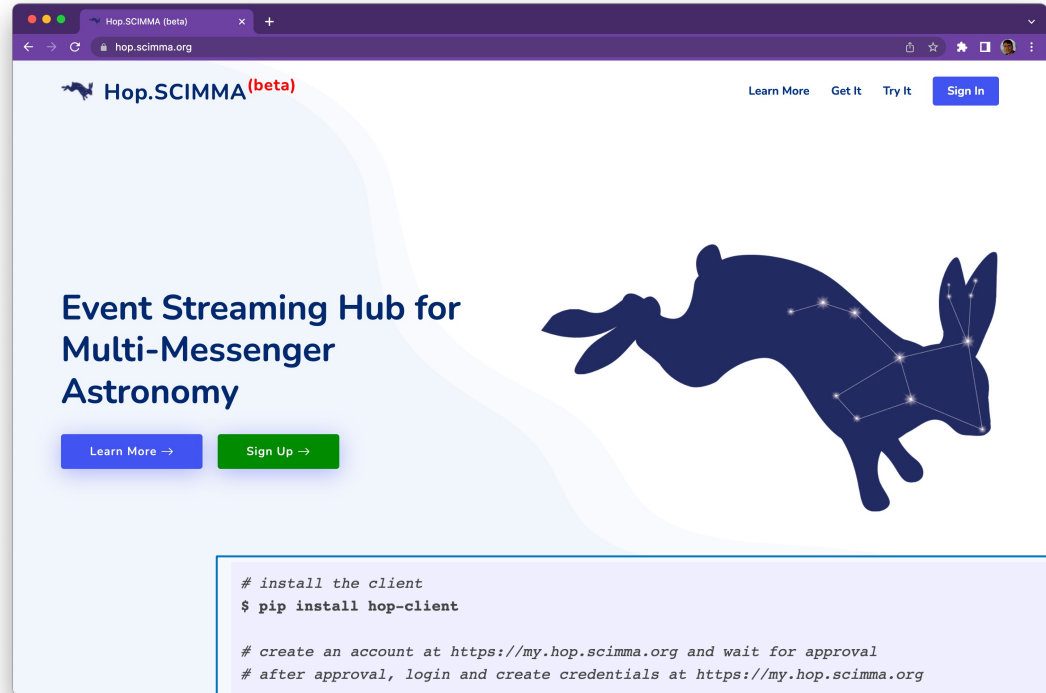 Hop.SCIMMA (beta)
hop.scimma.org
Hop.SCIMMA(beta)
Learn More Get It Try It Sign In
Event Streaming Hub for
Multi-Messenger
Astronomy
Learn More → Sign Up →
# install the client
$ pip install hop-client
# create an account at https://my.hop.scimma.org and wait for approval
# after approval, login and create credentials at https://my.hop.scimma.org